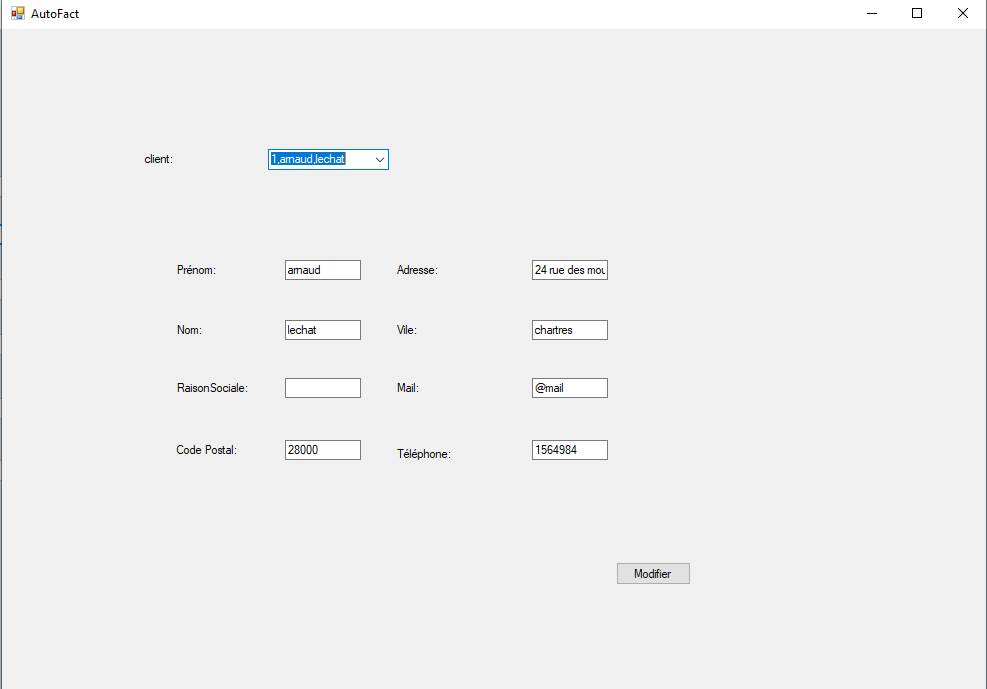 AutoFact
client: 1,arnaud,lechat
Prénom: arnaud Adresse: 24 rue des mou
Nom: lechat Vile: chartres
RaisonSociale: Mail: @mail
Code Postal: 28000 Téléphone: 1564984
Modifier